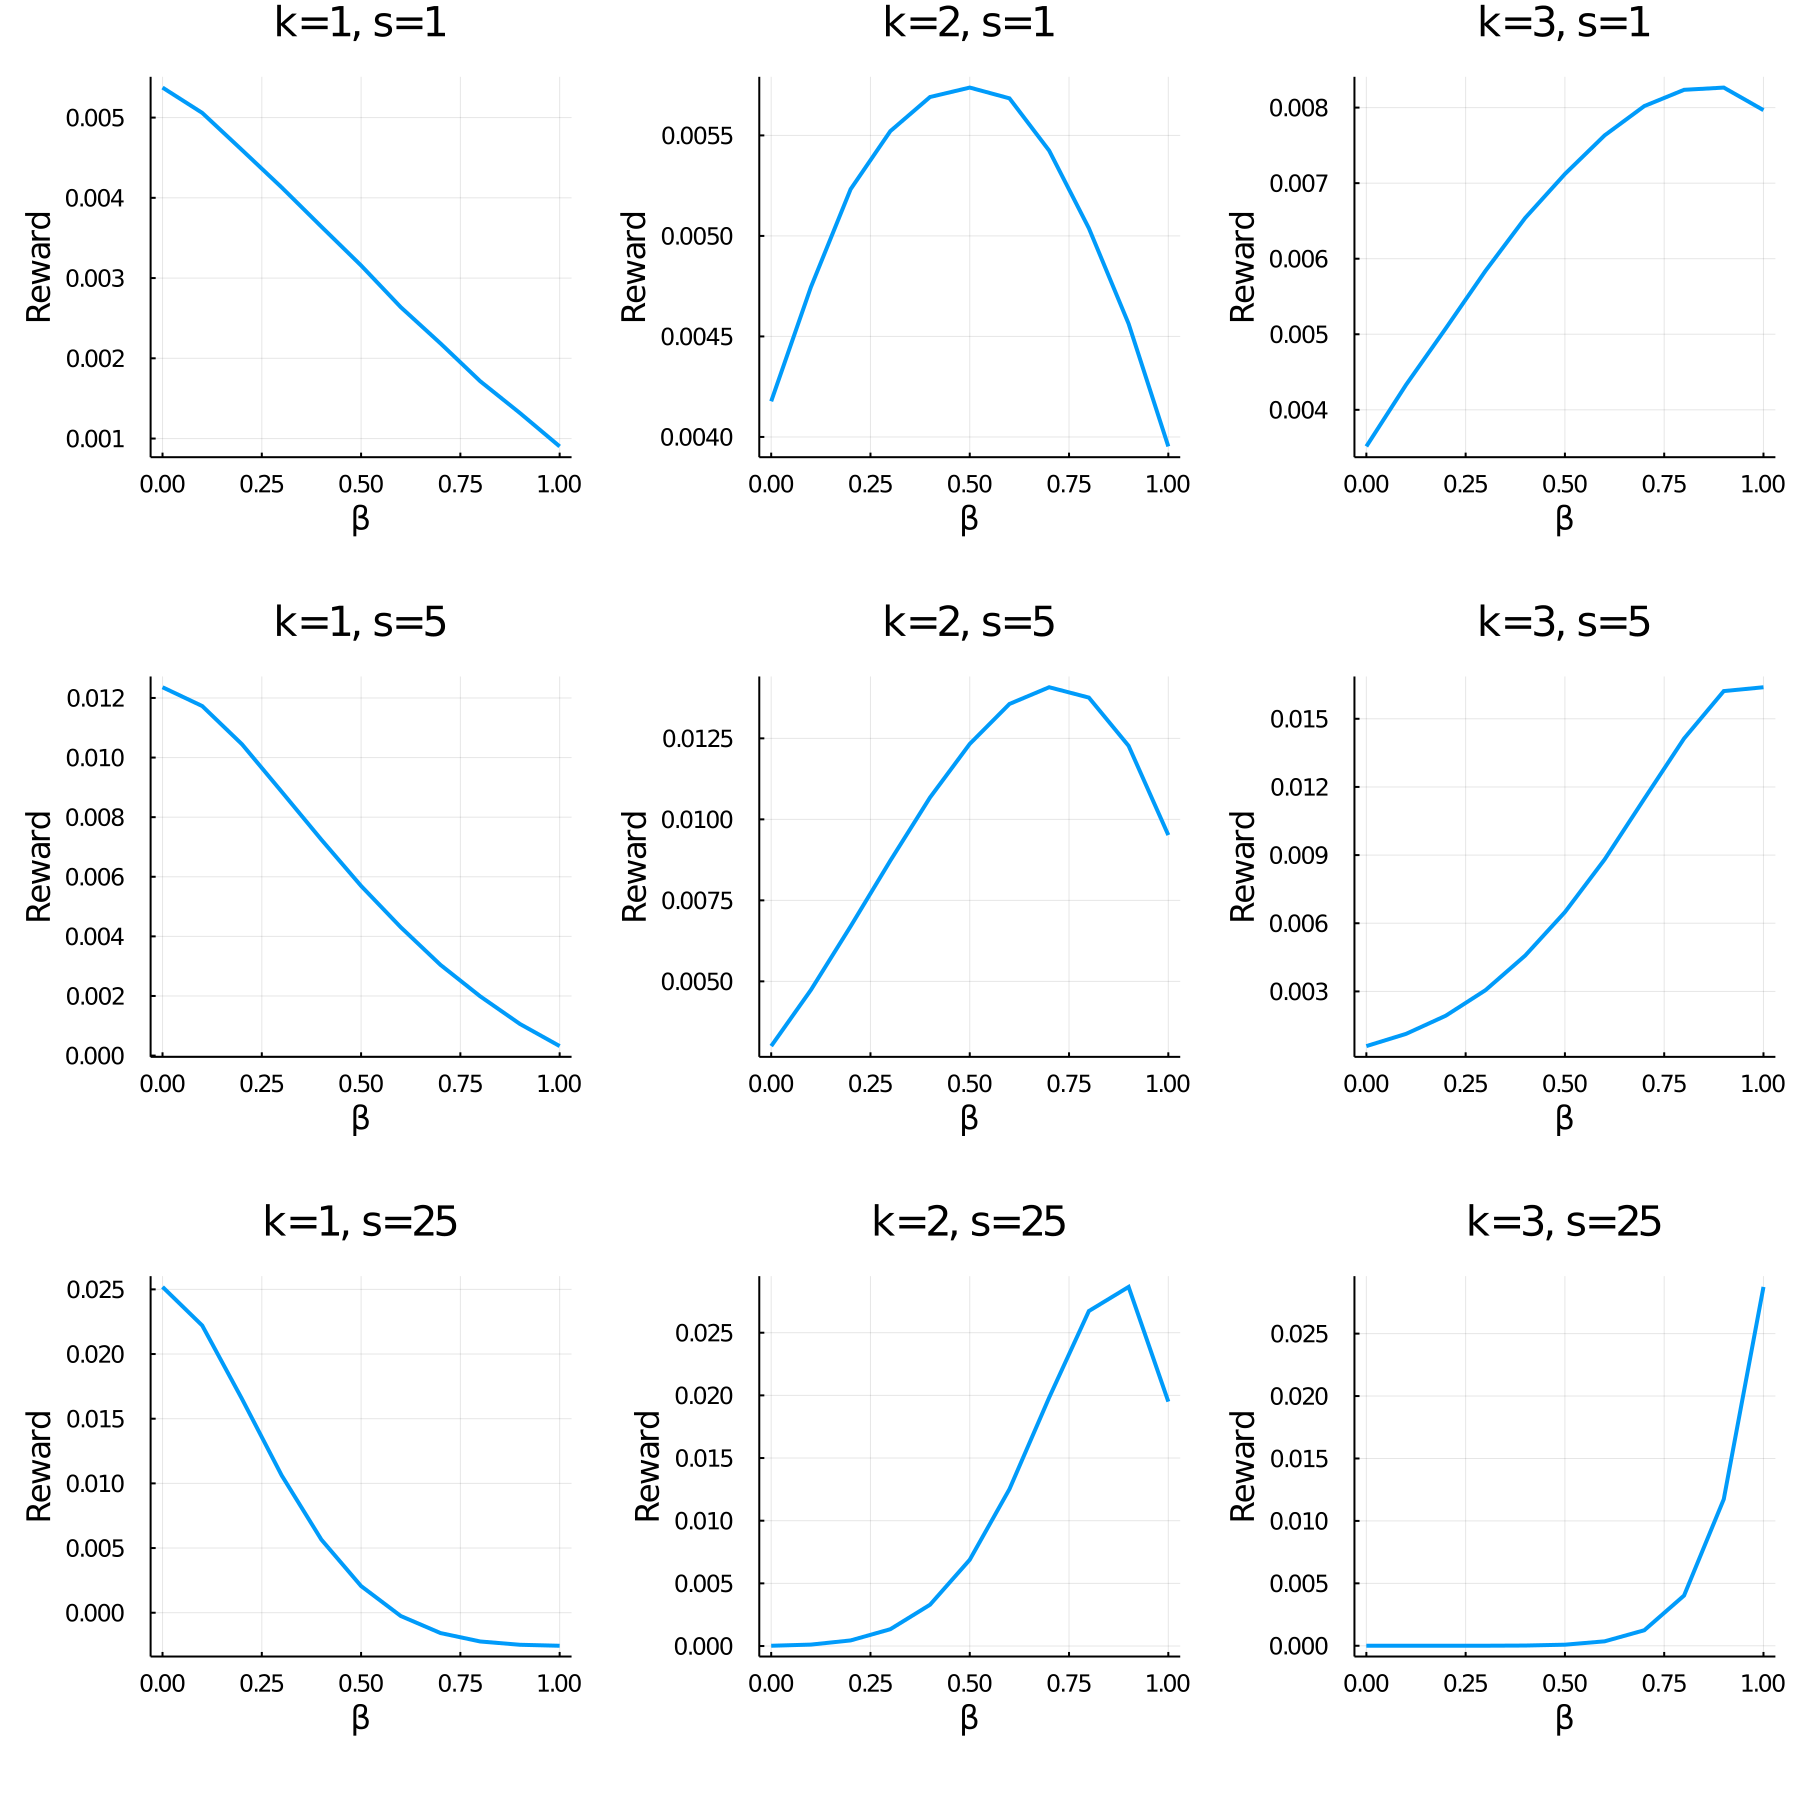 k=1, s=1
k=2, s=1
k=3, s=1
Reward
0.005
0.004
0.003
0.002
0.001
0.00 0.25 0.50 0.75 1.00
β
Reward
0.0055
0.0050
0.0045
0.0040
0.00 0.25 0.50 0.75 1.00
β
Reward
0.008
0.007
0.006
0.005
0.004
0.00 0.25 0.50 0.75 1.00
β
k=1, s=5
k=2, s=5
k=3, s=5
Reward
0.012
0.010
0.008
0.006
0.004
0.002
0.000
0.00 0.25 0.50 0.75 1.00
β
Reward
0.0125
0.0100
0.0075
0.0050
0.00 0.25 0.50 0.75 1.00
β
Reward
0.015
0.012
0.009
0.006
0.003
0.00 0.25 0.50 0.75 1.00
β
k=1, s=25
k=2, s=25
k=3, s=25
Reward
0.025
0.020
0.015
0.010
0.005
0.000
0.00 0.25 0.50 0.75 1.00
β
Reward
0.025
0.020
0.015
0.010
0.005
0.000
0.00 0.25 0.50 0.75 1.00
β
Reward
0.025
0.020
0.015
0.010
0.005
0.000
0.00 0.25 0.50 0.75 1.00
β